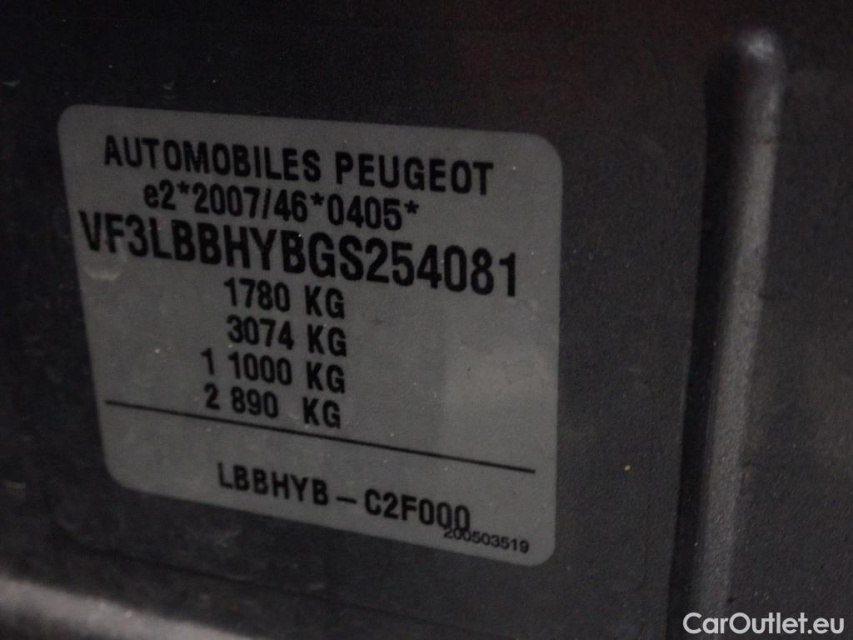 AUTOMOBILES PEUGEOT
e2*2007/46*0405*
VF3LBBHYBGS254081
1780 KG
3074 KG
1 1000 KG
2 890 KG
LBBHYB-C2F000
200503519
CarOutlet.eu